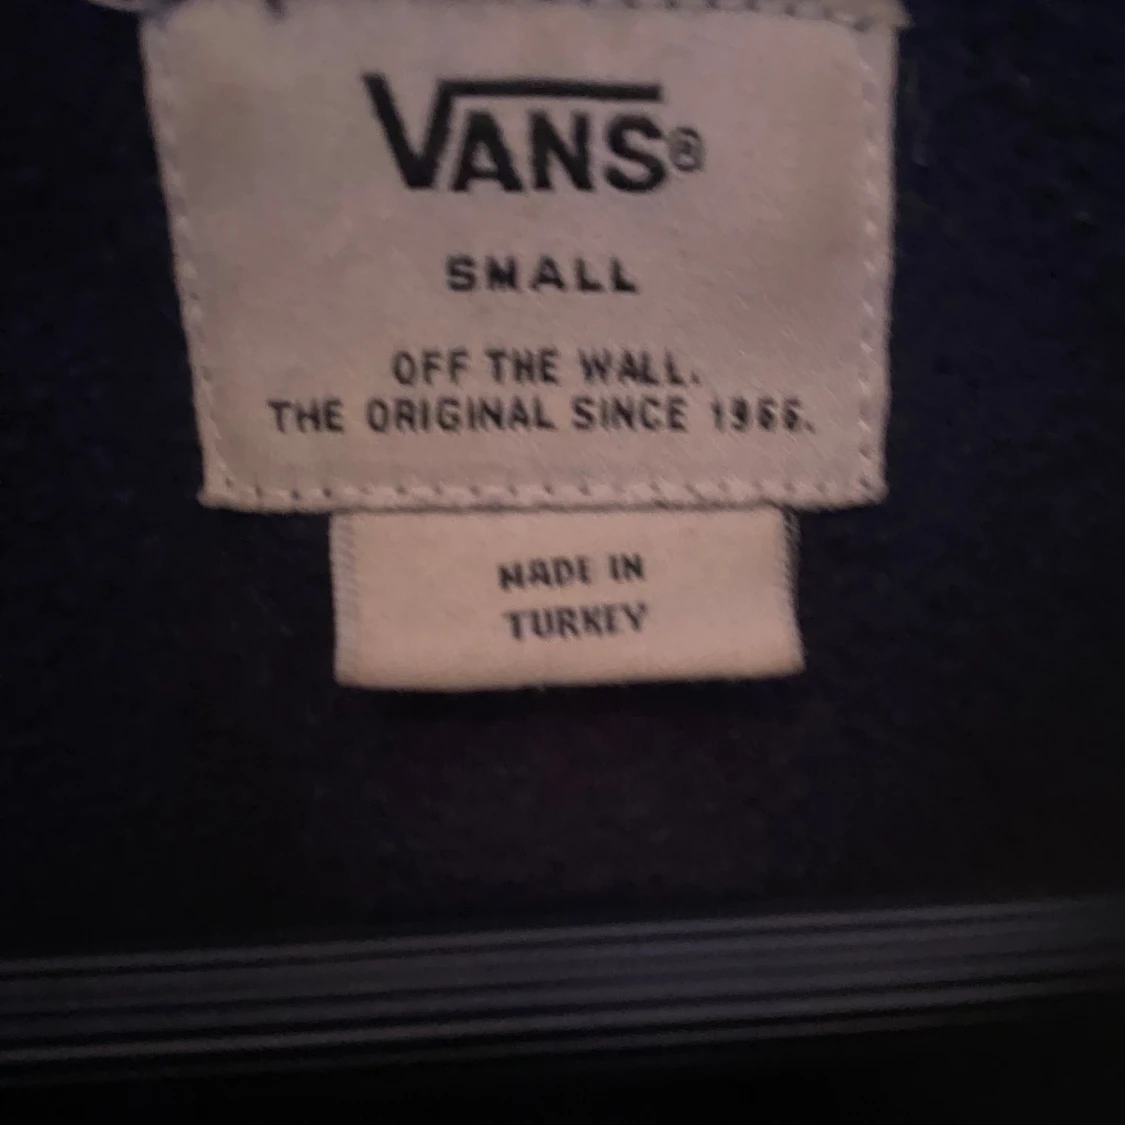 VANS®
SMALL
OFF THE WALL.
THE ORIGINAL SINCE 1966.
MADE IN
TURKEY